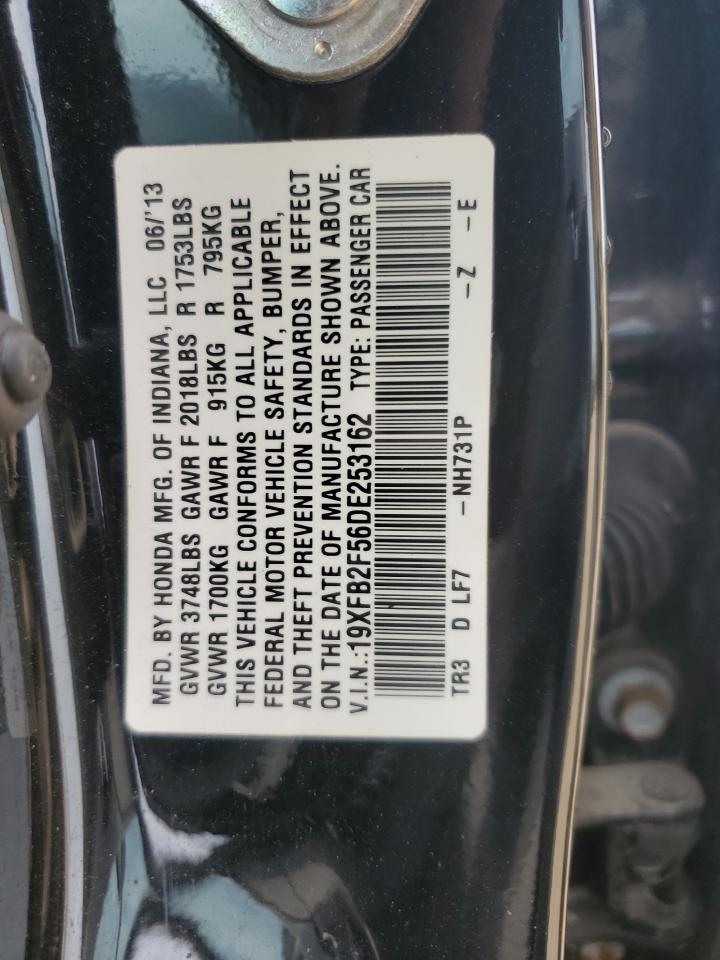 MFD. BY HONDA MFG. OF INDIANA, LLC 06/'13
GVWR 3748LBS GAWR F 2018LBS R 1753LBS
GVWR 1700KG GAWR F 915KG R 795KG
THIS VEHICLE CONFORMS TO ALL APPLICABLE
FEDERAL MOTOR VEHICLE SAFETY, BUMPER,
AND THEFT PREVENTION STANDARDS IN EFFECT
ON THE DATE OF MANUFACTURE SHOWN ABOVE.
V.I.N.:19XFB2F56DE253162 TYPE: PASSENGER CAR
TR3 D LF7 -NH731P -Z -E